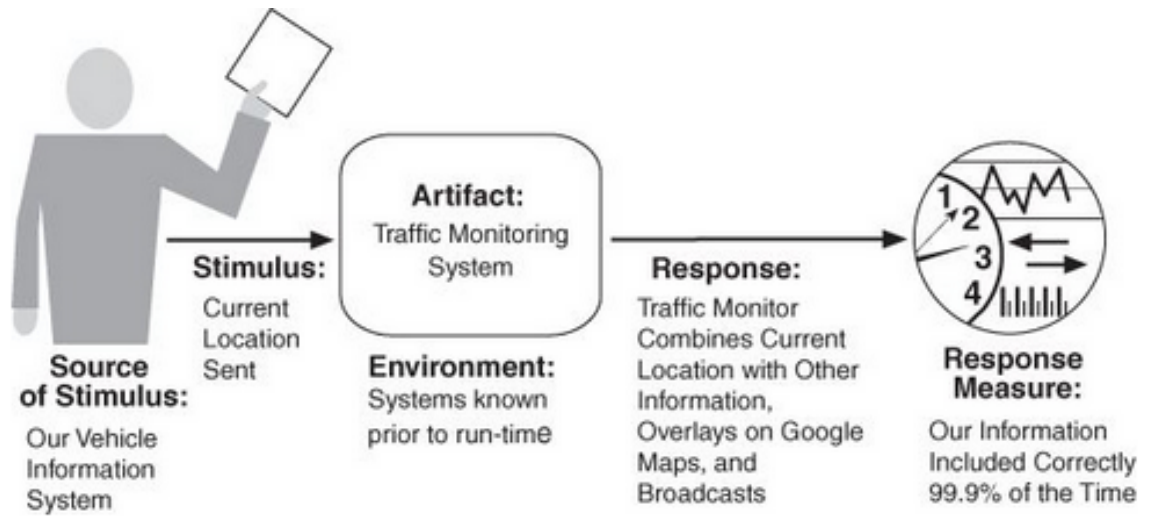 Source
of Stimulus:
Our Vehicle
Information
System
Stimulus:
Current
Location
Sent
Artifact:
Traffic Monitoring
System
Environment:
Systems known
prior to run-time
Response:
Traffic Monitor
Combines Current
Location with Other
Information,
Overlays on Google
Maps, and
Broadcasts
1
2
3
4
Response
Measure:
Our Information
Included Correctly
99.9% of the Time